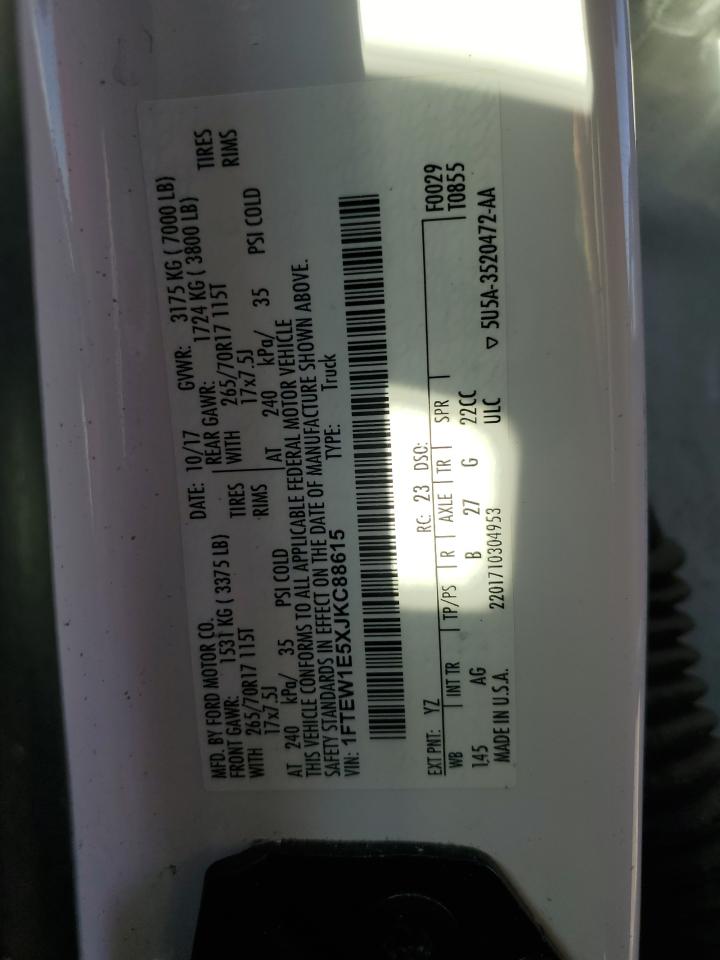 MFD. BY FORD MOTOR CO.
DATE: 10/17 GVWR: 3175 KG ( 7000 LB)
FRONT GAWR: 1531 KG ( 3375 LB) REAR GAWR: 1724 KG ( 3800 LB)
WITH 265/70R17 115T TIRES WITH 265/70R17 115T TIRES
17x7.5J RIMS 17x7.5J RIMS
AT 240 kPa/ 35 PSI COLD AT 240 kPa/ 35 PSI COLD
THIS VEHICLE CONFORMS TO ALL APPLICABLE FEDERAL MOTOR VEHICLE
SAFETY STANDARDS IN EFFECT ON THE DATE OF MANUFACTURE SHOWN ABOVE.
VIN: 1FTEW1E5XJKC88615 TYPE: Truck
EXT PNT: YZ RC: 23 DSO: F0029
WB INT TR TP/PS R AXLE TR SPR T0855
145 AG B 27 G 22CC
ULC
MADE IN U.S.A. 2201710304953 ▽ 5U5A-3520472-AA